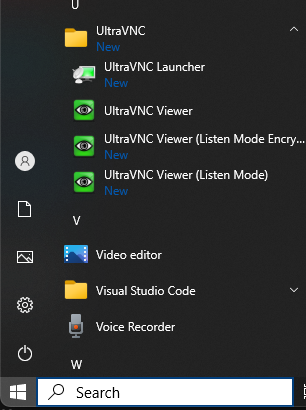 U
UltraVNC
New
UltraVNC Launcher
New
UltraVNC Viewer
UltraVNC Viewer (Listen Mode Encry...
New
UltraVNC Viewer (Listen Mode)
New
V
Video editor
Visual Studio Code
Voice Recorder
W
Search